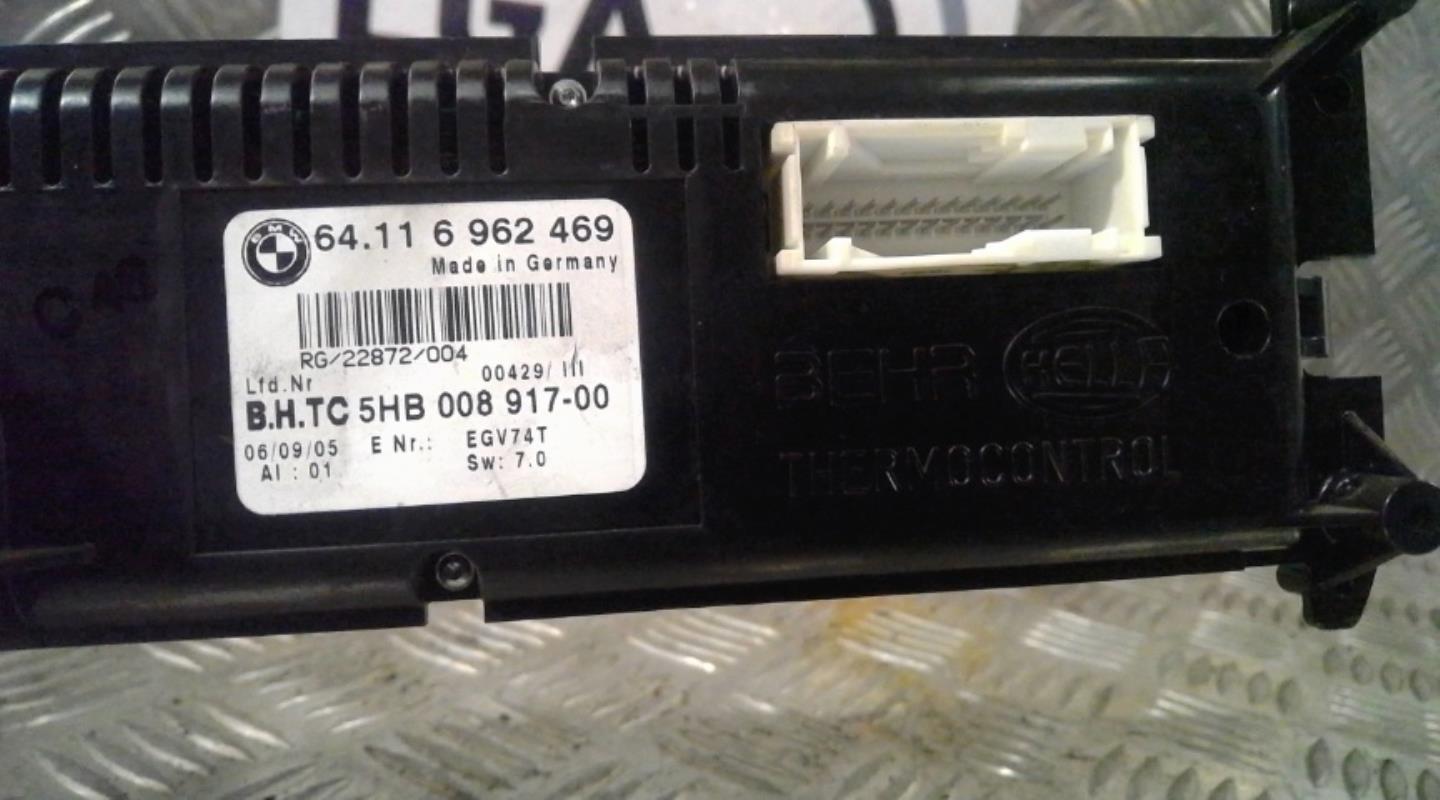 BMW
64.11 6 962 469
Made in Germany
RG/22872/004
Lfd.Nr 00429/ III
B.H.TC 5HB 008 917-00
06/09/05 E Nr.: EGV74T
AI : 01 Sw: 7.0
BEHR HELLA
THERMOCONTROL